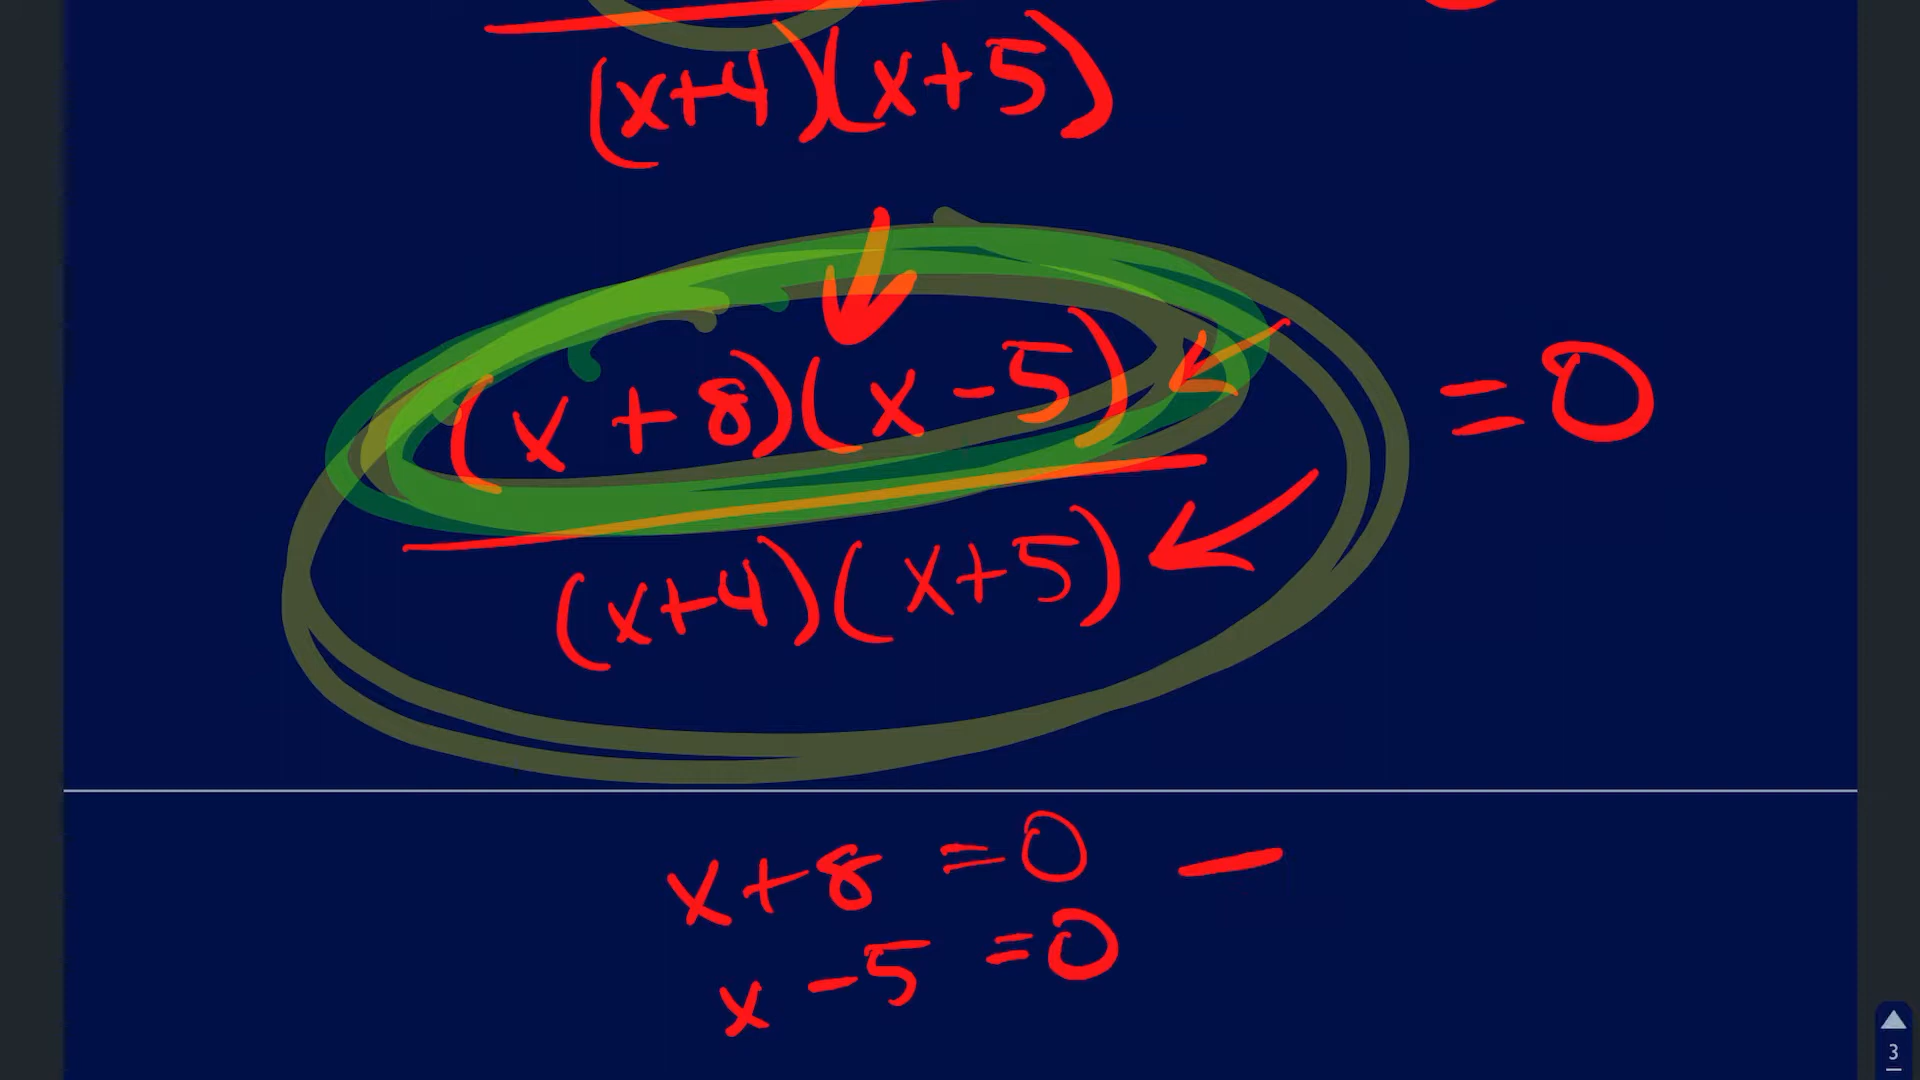 (x+4)(x+5)
(x+8)(x-5) =0
(x+4)(x+5)
x+8 =0 —
x-5 =0
3